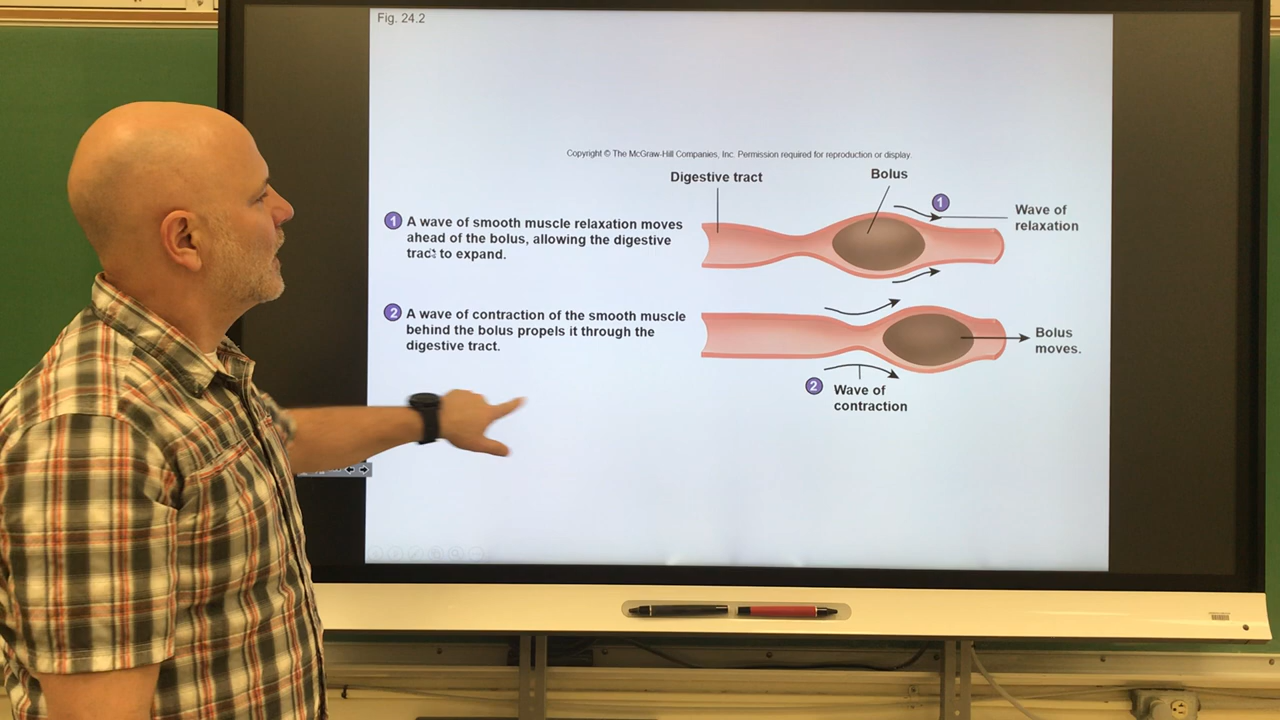 Fig. 24.2
Copyright © The McGraw-Hill Companies, Inc. Permission required for reproduction or display.
Digestive tract
Bolus
1
Wave of
relaxation
1 A wave of smooth muscle relaxation moves
ahead of the bolus, allowing the digestive
tract to expand.
2 A wave of contraction of the smooth muscle
behind the bolus propels it through the
digestive tract.
Bolus
moves.
2 Wave of
contraction